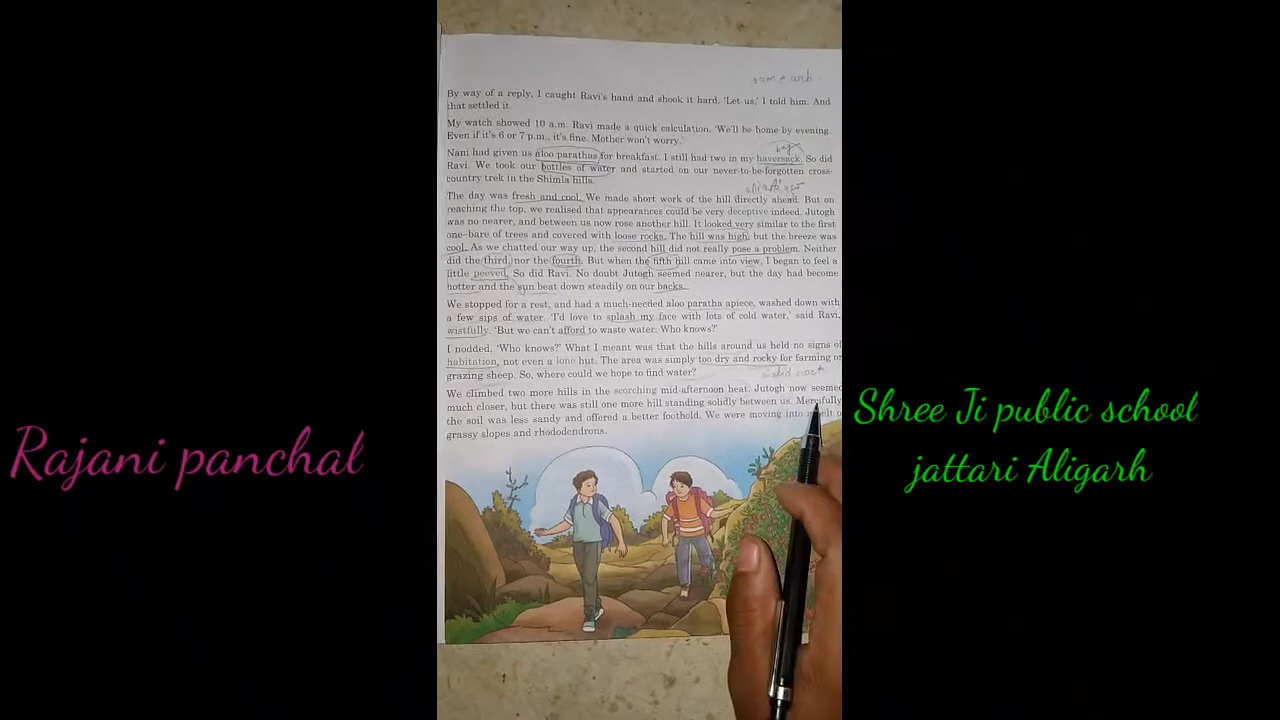 By way of a reply, I caught Ravi's hand and shook it hard. 'Let us,' I told him. And
that settled it.
My watch showed 10 a.m. Ravi made a quick calculation. 'We'll be home by evening.
Even if it's 6 or 7 p.m., it's fine. Mother won't worry.'
bag
Nani had given us aloo parathas for breakfast. I still had two in my haversack. So did
Ravi. We took our bottles of water and started on our never-to-be-forgotten cross-
country trek in the Shimla hills.
The day was fresh and cool. We made short work of the hill directly ahead. But on
reaching the top, we realised that appearances could be very deceptive indeed. Jutogh
was no nearer, and between us now rose another hill. It looked very similar to the first
one–bare of trees and covered with loose rocks. The hill was high, but the breeze was
cool. As we chatted our way up, the second hill did not really pose a problem. Neither
did the third, nor the fourth. But when the fifth hill came into view, I began to feel a
little peeved. So did Ravi. No doubt Jutogh seemed nearer, but the day had become
hotter and the sun beat down steadily on our backs.
We stopped for a rest, and had a much-needed aloo paratha apiece, washed down with
a few sips of water. 'I'd love to splash my face with lots of cold water,' said Ravi,
wistfully. 'But we can't afford to waste water. Who knows?'
I nodded, 'Who knows?' What I meant was that the hills around us held no signs of
habitation, not even a lone hut. The area was simply too dry and rocky for farming or
grazing sheep. So, where could we hope to find water?
We climbed two more hills in the scorching mid-afternoon heat. Jutogh now seemed
much closer, but there was still one more hill standing solidly between us. Mercifully
the soil was less sandy and offered a better foothold. We were moving into
grassy slopes and rhododendrons.
Rajani panchal
Shree Ji public school
jattari Aligarh